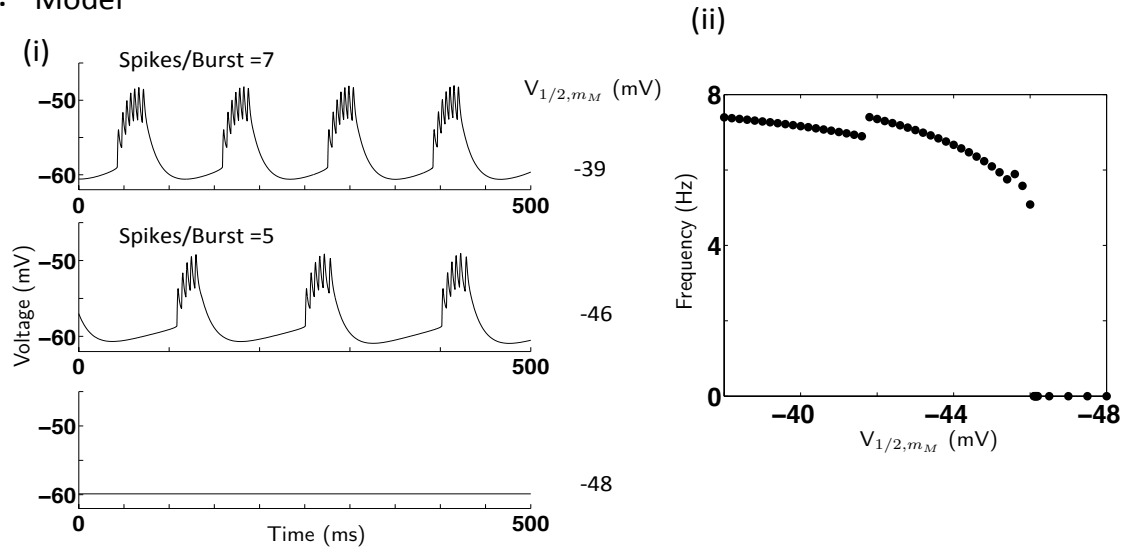 Model
(i)
Spikes/Burst =7
V1/2,mM (mV)
−50
−60
-39
0
500
Spikes/Burst =5
−50
−60
-46
0
500
−50
−60
-48
0
500
Voltage (mV)
Time (ms)
(ii)
8
4
0
−40
−44
−48
Frequency (Hz)
V1/2,mM (mV)